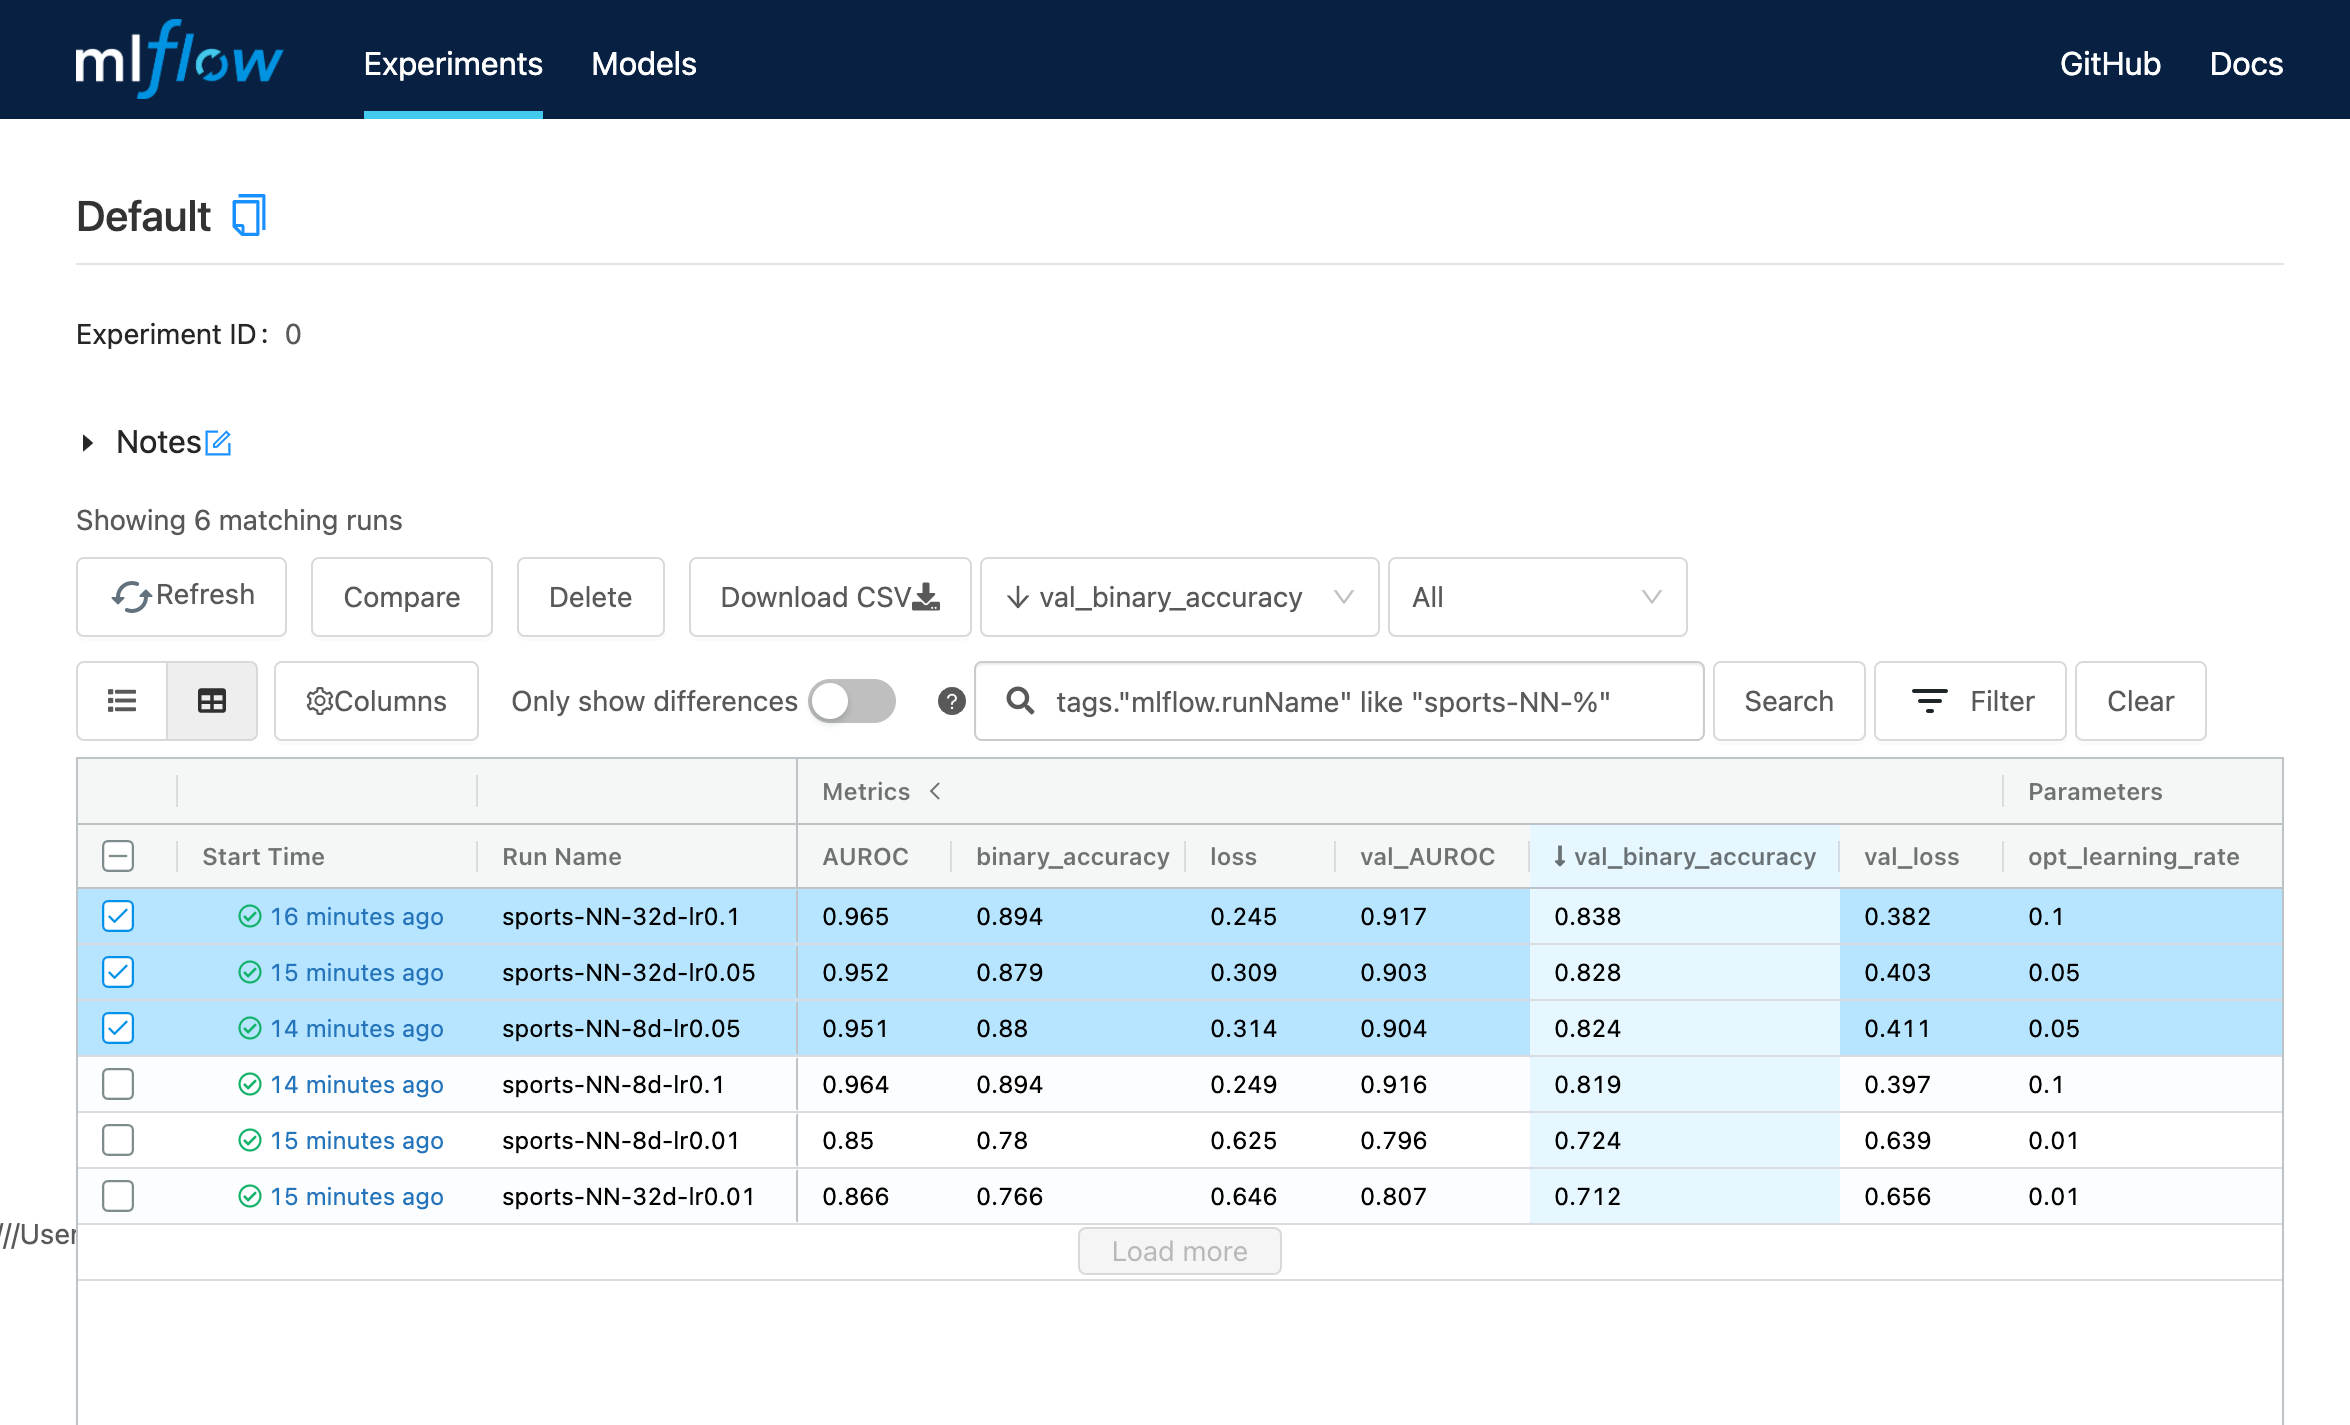 mlflow Experiments Models GitHub Docs
Default
Experiment ID: 0
Notes
Showing 6 matching runs
Refresh Compare Delete Download CSV ↓ val_binary_accuracy All
Columns Only show differences ? tags."mlflow.runName" like "sports-NN-%" Search Filter Clear
Metrics < Parameters
Start Time Run Name AUROC binary_accuracy loss val_AUROC ↓ val_binary_accuracy val_loss opt_learning_rate
16 minutes ago sports-NN-32d-lr0.1 0.965 0.894 0.245 0.917 0.838 0.382 0.1
15 minutes ago sports-NN-32d-lr0.05 0.952 0.879 0.309 0.903 0.828 0.403 0.05
14 minutes ago sports-NN-8d-lr0.05 0.951 0.88 0.314 0.904 0.824 0.411 0.05
14 minutes ago sports-NN-8d-lr0.1 0.964 0.894 0.249 0.916 0.819 0.397 0.1
15 minutes ago sports-NN-8d-lr0.01 0.85 0.78 0.625 0.796 0.724 0.639 0.01
15 minutes ago sports-NN-32d-lr0.01 0.866 0.766 0.646 0.807 0.712 0.656 0.01
///User
Load more